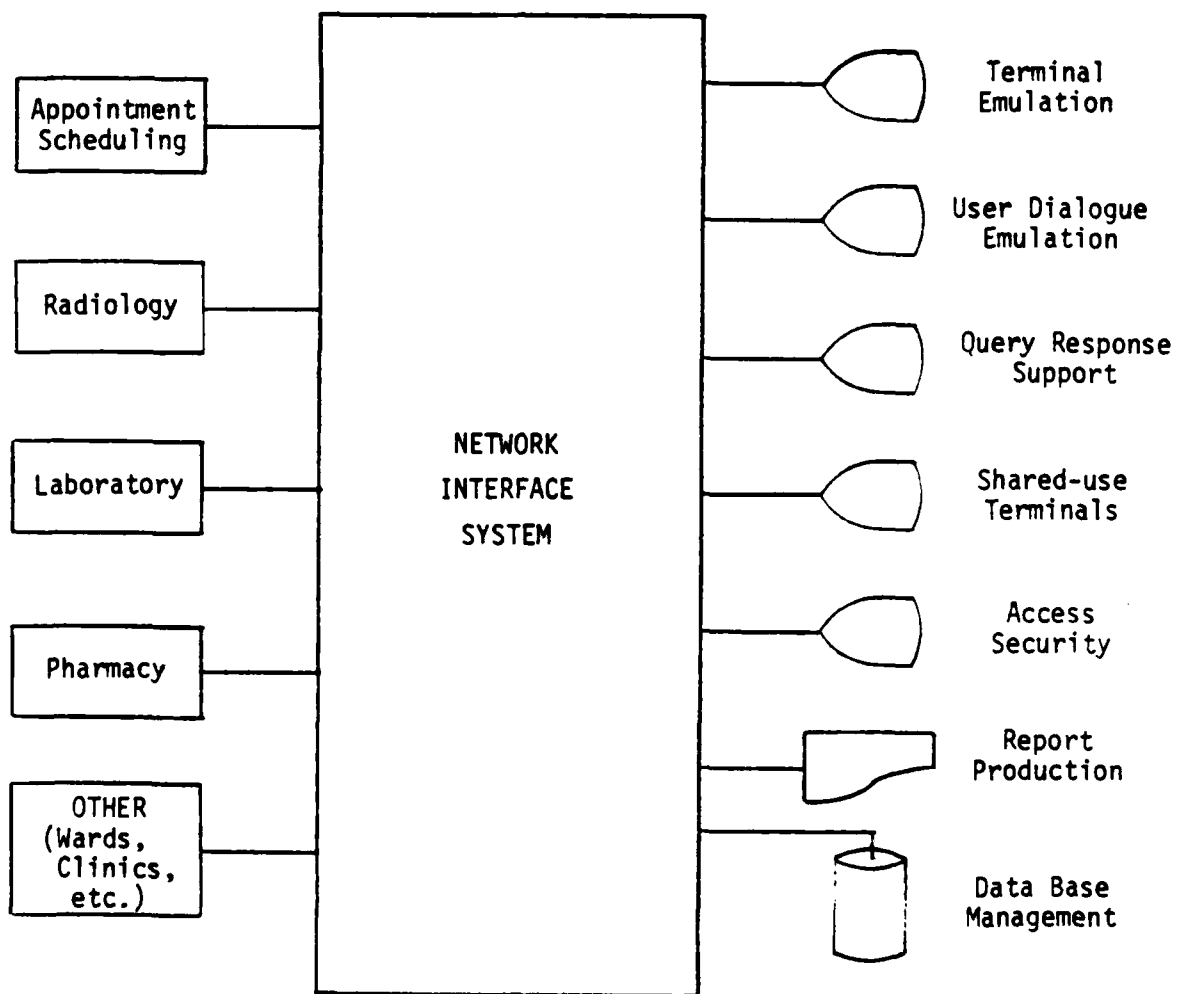 Appointment
Scheduling
Radiology
Laboratory
Pharmacy
OTHER
(Wards,
Clinics,
etc.)
NETWORK
INTERFACE
SYSTEM
Terminal
Emulation
User Dialogue
Emulation
Query Response
Support
Shared-use
Terminals
Access
Security
Report
Production
Data Base
Management